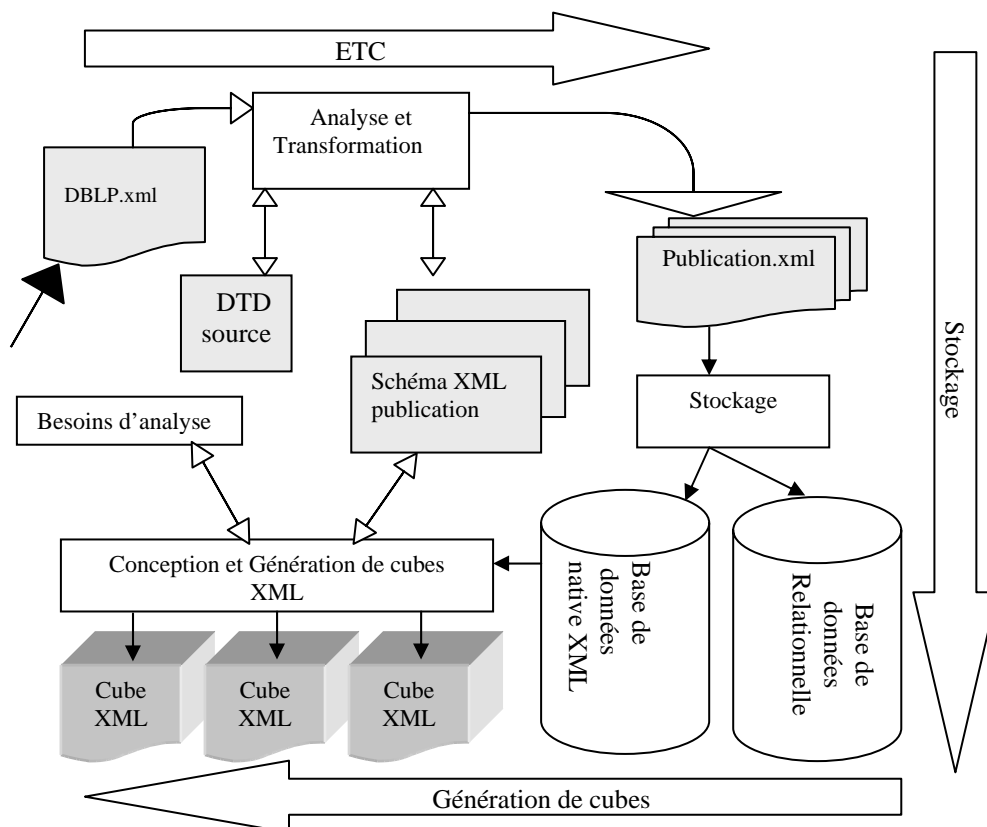 ETC
Analyse et
Transformation
DBLP.xml
Publication.xml
DTD
source
Schéma XML
publication
Stockage
Stockage
Besoins d’analyse
Conception et Génération de cubes
XML
Base de
données
native XML
Base de
données
Relationnelle
Cube
XML
Cube
XML
Cube
XML
Génération de cubes